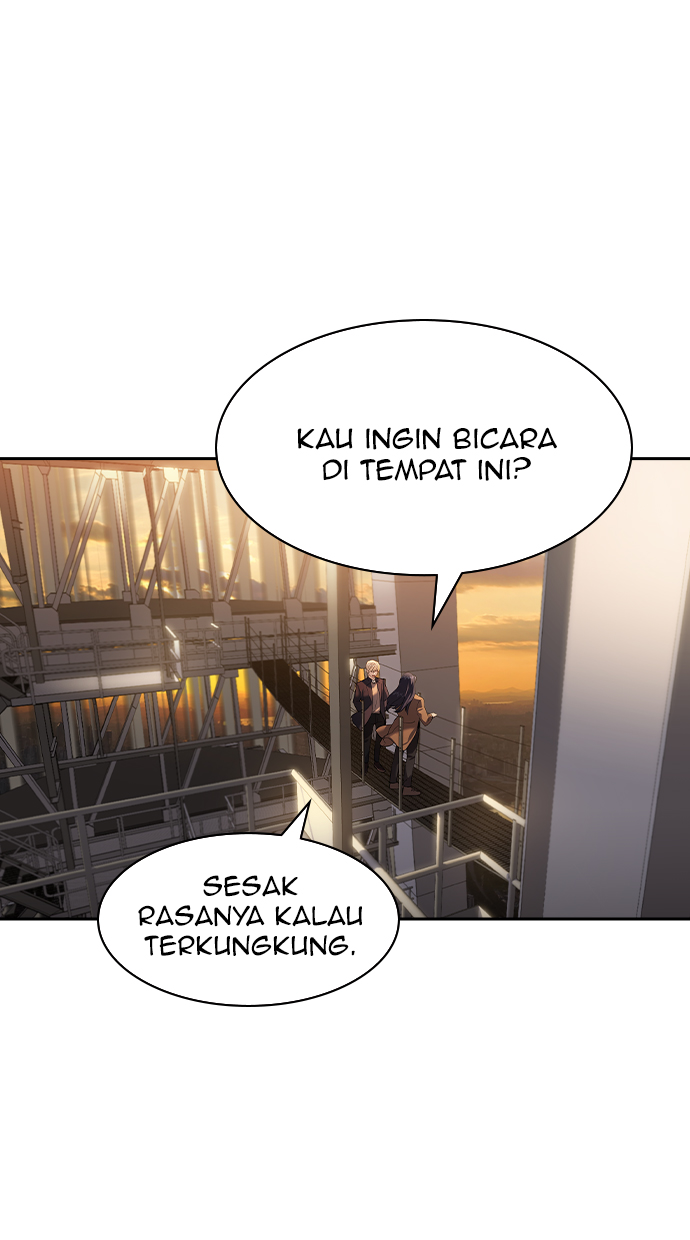 KAU INGIN BICARA
DI TEMPAT INI?
SESAK
RASANYA KALAU
TERKUNGKUNG.